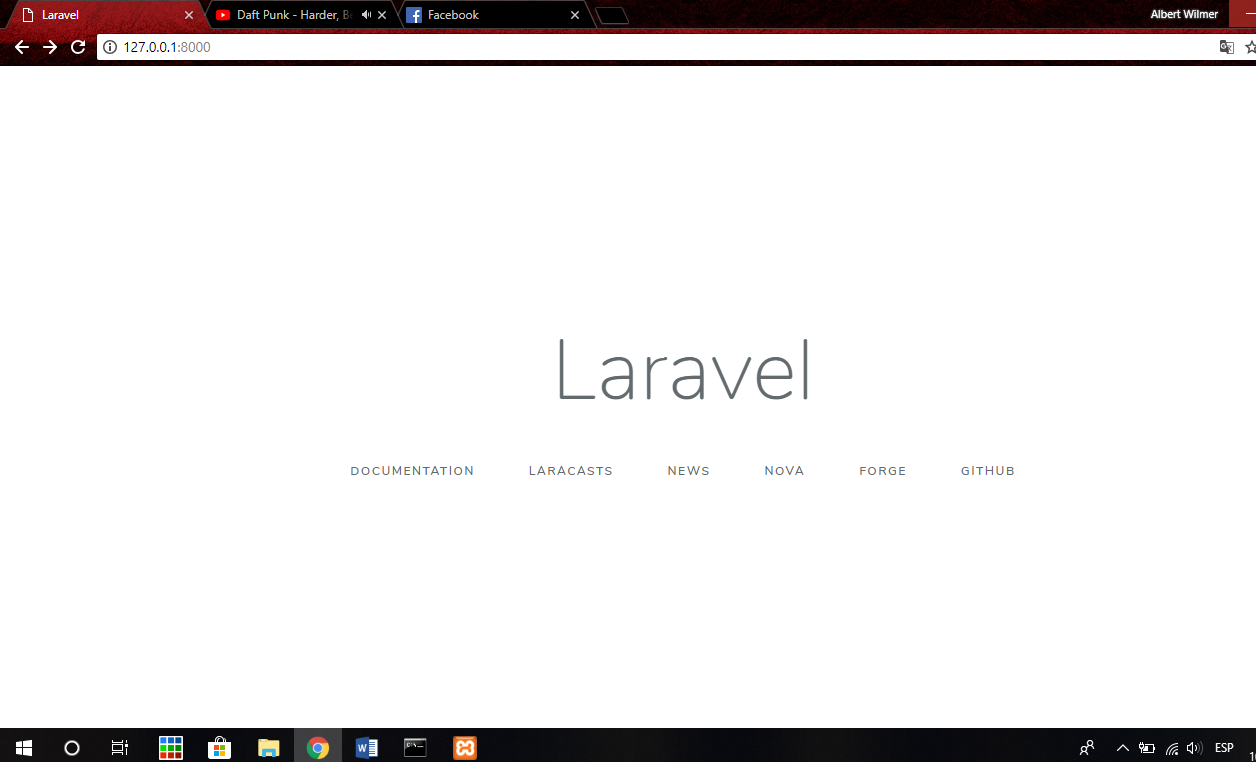 Laravel
Daft Punk - Harder, B
Facebook
Albert Wilmer
127.0.0.1:8000
Laravel
DOCUMENTATION LARACASTS NEWS NOVA FORGE GITHUB
ESP